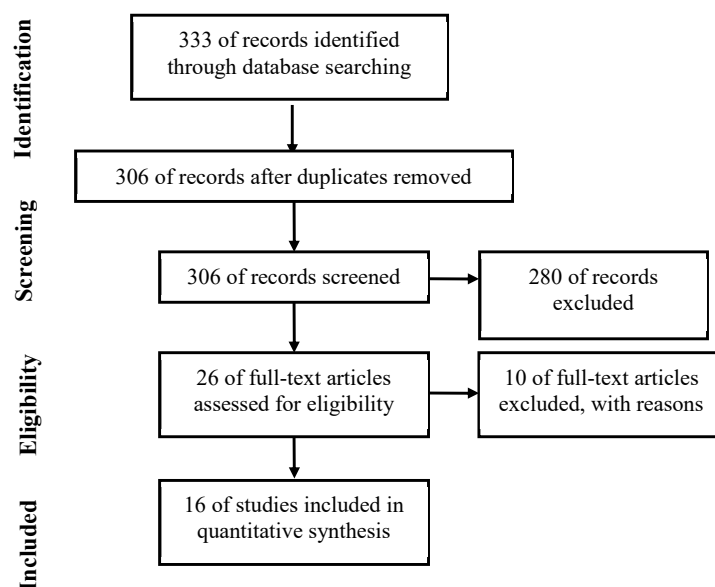 Identification
333 of records identified
through database searching
306 of records after duplicates removed
Screening
306 of records screened
280 of records
excluded
Eligibility
26 of full-text articles
assessed for eligibility
10 of full-text articles
excluded, with reasons
Included
16 of studies included in
quantitative synthesis